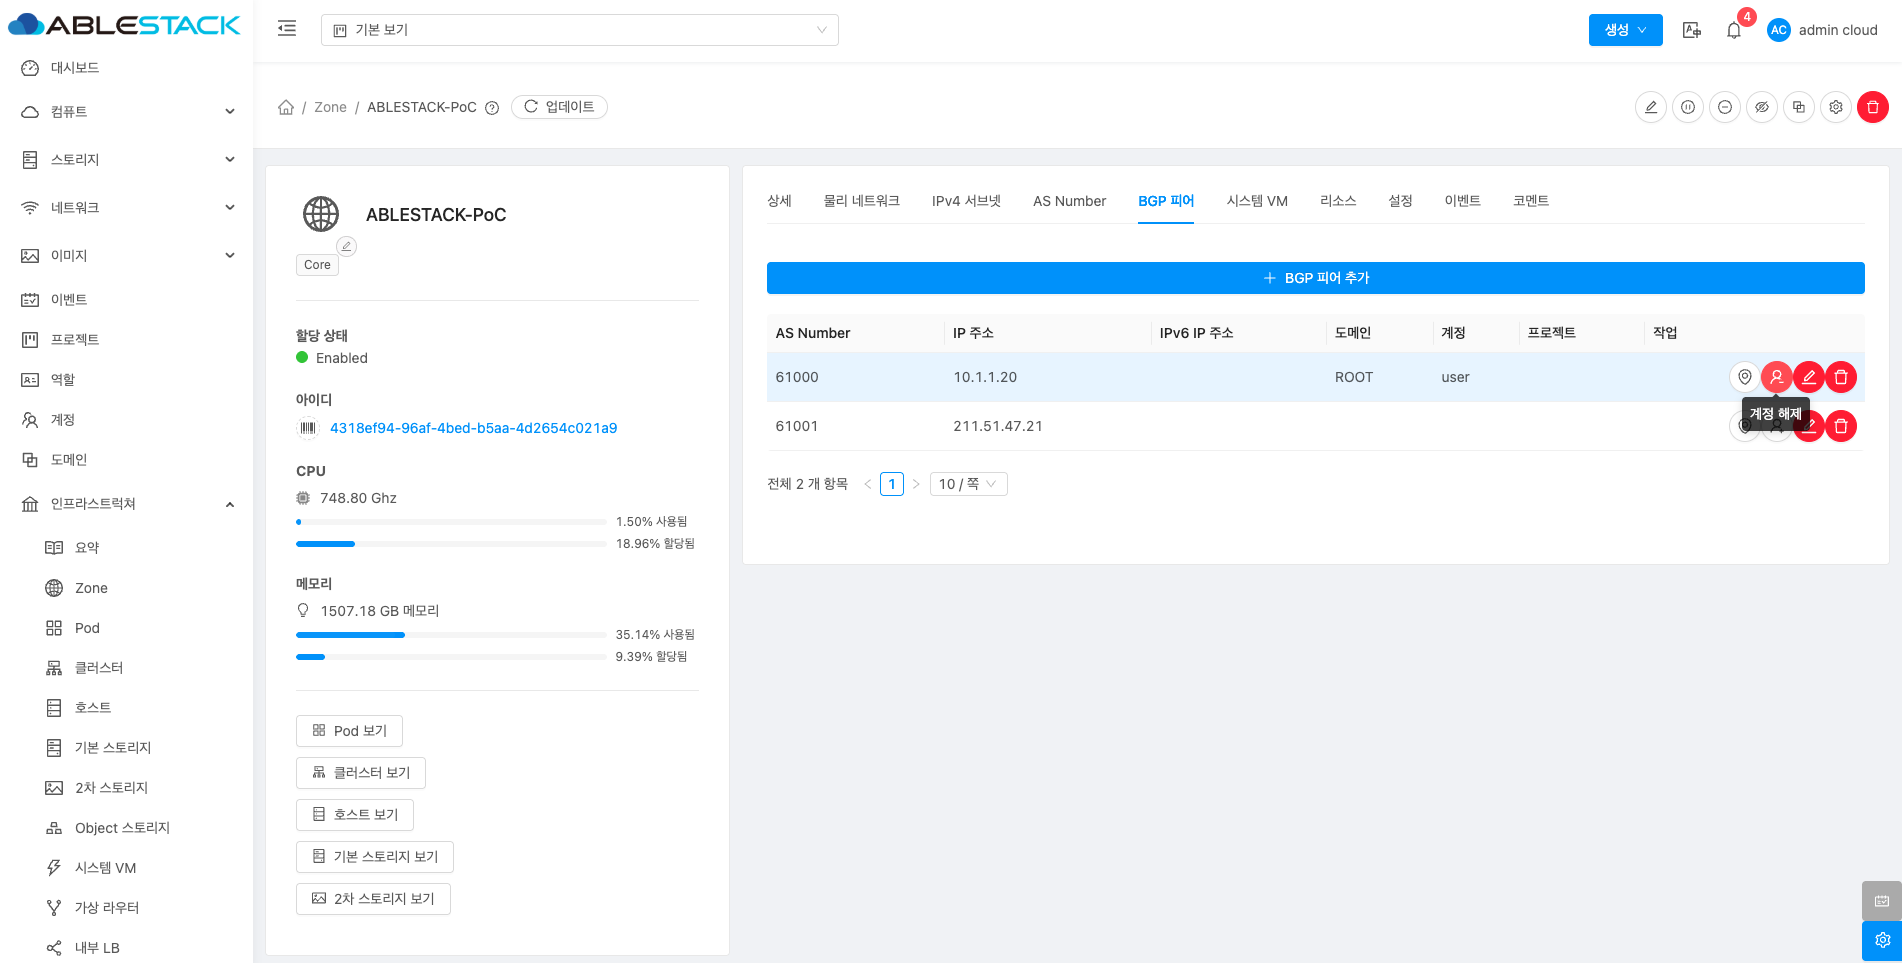 ABLESTACK
기본 보기
생성
4
AC
admin cloud
대시보드
컴퓨트
스토리지
네트워크
이미지
이벤트
프로젝트
역할
계정
도메인
인프라스트럭쳐
요약
Zone
Pod
클러스터
호스트
기본 스토리지
2차 스토리지
Object 스토리지
시스템 VM
가상 라우터
내부 LB
/ Zone / ABLESTACK-PoC
업데이트
ABLESTACK-PoC
Core
할당 상태
Enabled
아이디
4318ef94-96af-4bed-b5aa-4d2654c021a9
CPU
748.80 Ghz
1.50% 사용됨
18.96% 할당됨
메모리
1507.18 GB 메모리
35.14% 사용됨
9.39% 할당됨
Pod 보기
클러스터 보기
호스트 보기
기본 스토리지 보기
2차 스토리지 보기
상세 물리 네트워크 IPv4 서브넷 AS Number BGP 피어 시스템 VM 리소스 설정 이벤트 코멘트
BGP 피어 추가
AS Number IP 주소 IPv6 IP 주소 도메인 계정 프로젝트 작업
61000 10.1.1.20 ROOT user
계정 해제
61001 211.51.47.21
전체 2 개 항목 1 10 / 쪽